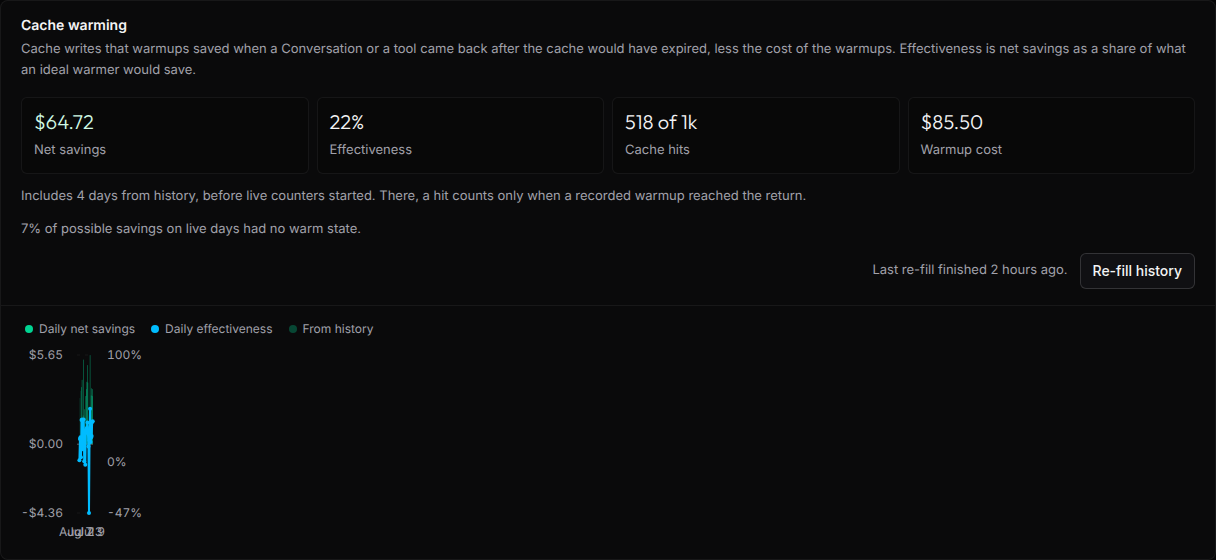 Cache warming
Cache writes that warmups saved when a Conversation or a tool came back after the cache would have expired, less the cost of the warmups. Effectiveness is net savings as a share of what
an ideal warmer would save.
$64.72
Net savings
22%
Effectiveness
518 of 1k
Cache hits
$85.50
Warmup cost
Includes 4 days from history, before live counters started. There, a hit counts only when a recorded warmup reached the return.
7% of possible savings on live days had no warm state.
Last re-fill finished 2 hours ago.
Re-fill history
Daily net savings
Daily effectiveness
From history
$5.65
100%
$0.00
0%
-$4.36
-47%